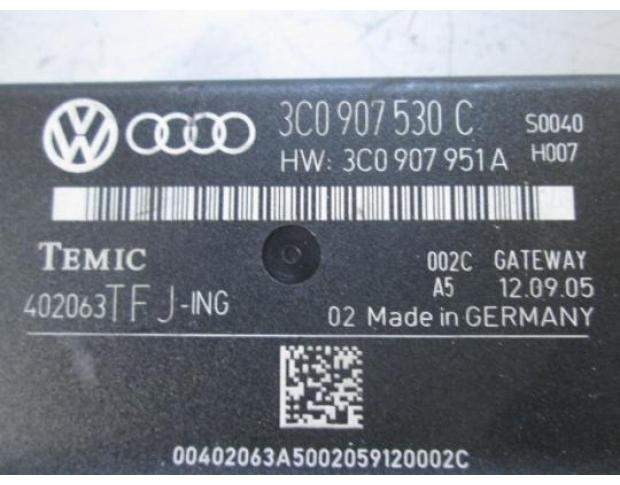 3C0 907 530 C S0040
HW: 3C0 907 951 A H007
TEMIC 002C GATEWAY
A5 12.09.05
402063TFJ-ING
02 Made in GERMANY
00402063A5002059120002C